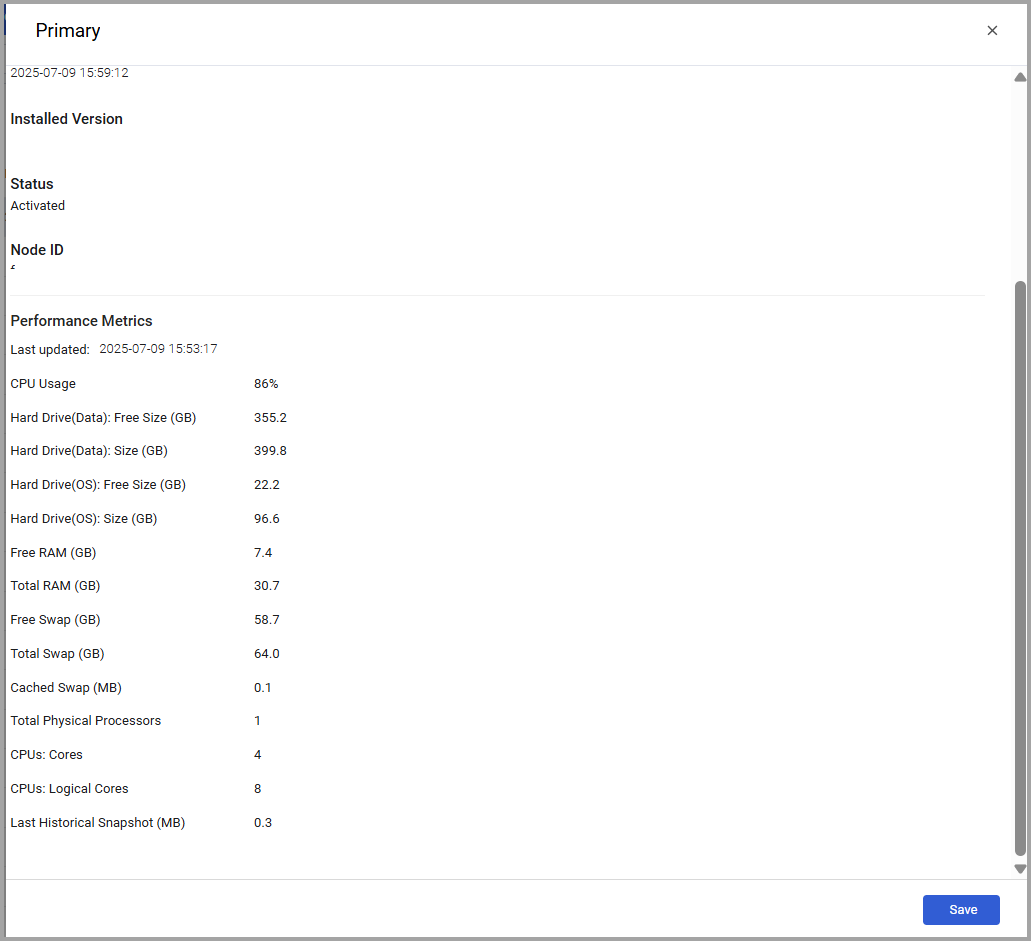 Primary
2025-07-09 15:59:12
Installed Version
Status
Activated
Node ID
Performance Metrics
Last updated: 2025-07-09 15:53:17
CPU Usage 86%
Hard Drive(Data): Free Size (GB) 355.2
Hard Drive(Data): Size (GB) 399.8
Hard Drive(OS): Free Size (GB) 22.2
Hard Drive(OS): Size (GB) 96.6
Free RAM (GB) 7.4
Total RAM (GB) 30.7
Free Swap (GB) 58.7
Total Swap (GB) 64.0
Cached Swap (MB) 0.1
Total Physical Processors 1
CPUs: Cores 4
CPUs: Logical Cores 8
Last Historical Snapshot (MB) 0.3
Save